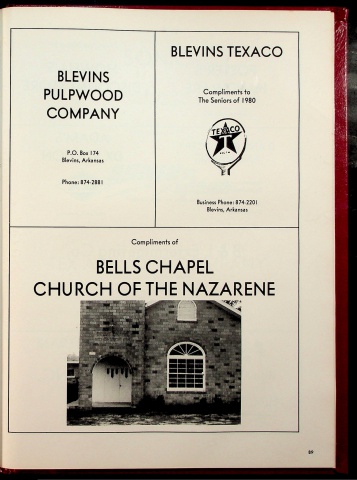 BLEVINS
PULPWOOD
COMPANY
P.O. Box 174
Blevins, Arkansas
Phone: 874-2881
BLEVINS TEXACO
Compliments to
The Seniors of 1980
TEXACO
T
Business Phone: 874-2201
Blevins, Arkansas
Compliments of
BELLS CHAPEL
CHURCH OF THE NAZARENE
89